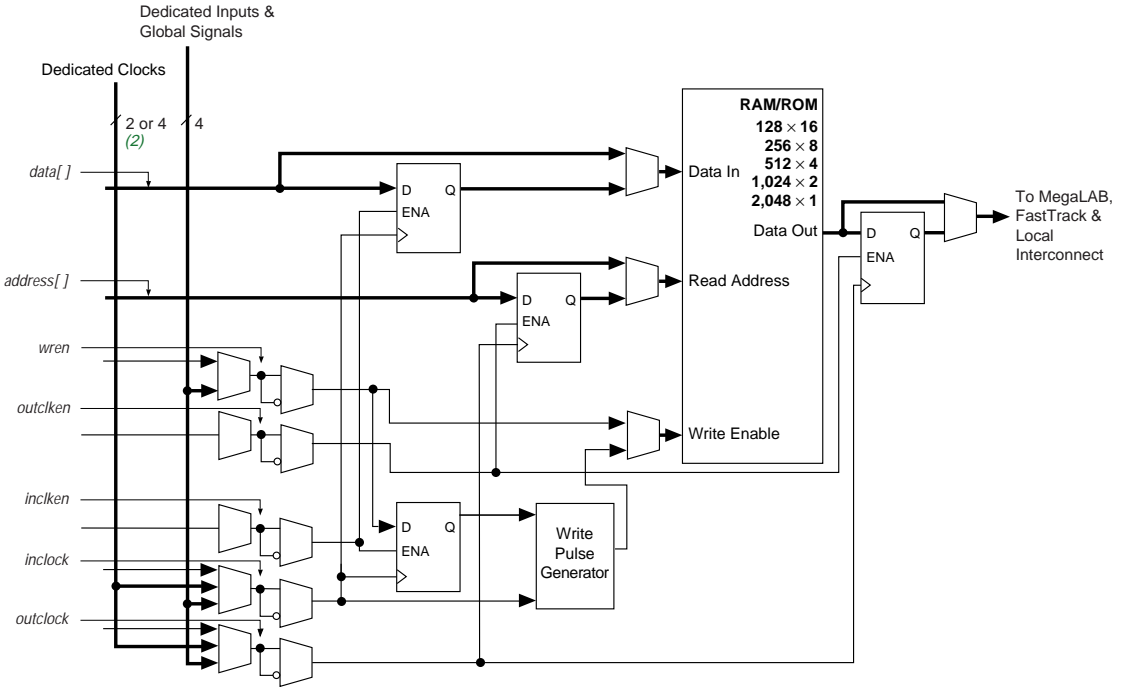 Dedicated Inputs &
Global Signals
Dedicated Clocks
2 or 4
(2)
4
RAM/ROM
128 × 16
256 × 8
512 × 4
1,024 × 2
2,048 × 1
data[ ]
D Q
ENA
Data In
Data Out
To MegaLAB,
FastTrack &
Local
Interconnect
D Q
ENA
address[ ]
D Q
ENA
Read Address
wren
outclken
Write Enable
inclken
D Q
ENA
Write
Pulse
Generator
inclock
outclock